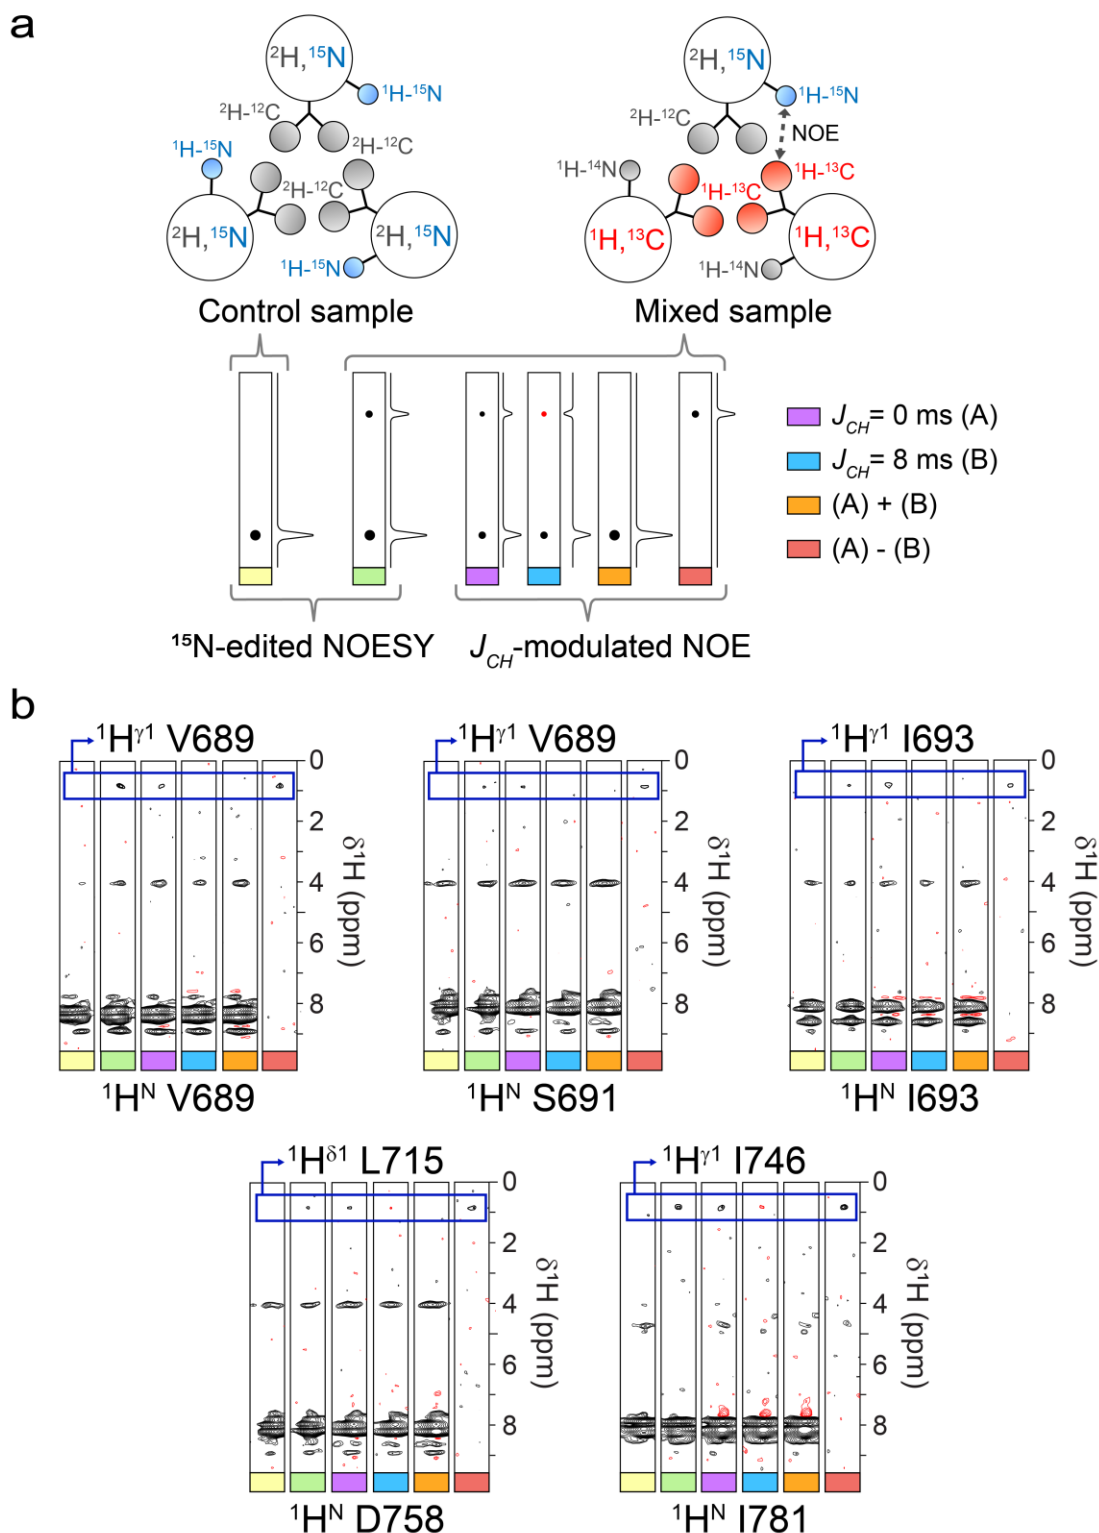 a
²H,¹⁵N
¹H-¹⁵N
²H-¹²C
²H-¹²C
¹H-¹⁵N
²H-¹²C
²H,¹⁵N
²H,¹⁵N
¹H-¹⁵N
Control sample
²H,¹⁵N
¹H-¹⁵N
²H-¹²C
NOE
¹H-¹⁴N
¹H-¹³C
¹H-¹³C
¹H,¹³C
¹H,¹³C
¹H-¹⁴N
Mixed sample
J_CH= 0 ms (A)
J_CH= 8 ms (B)
(A) + (B)
(A) - (B)
¹⁵N-edited NOESY
J_CH-modulated NOE
b
¹Hᵞ¹ V689
0
2
4
6
8
δ¹H (ppm)
¹Hᴺ V689
¹Hᵞ¹ V689
0
2
4
6
8
δ¹H (ppm)
¹Hᴺ S691
¹Hᵞ¹ I693
0
2
4
6
8
δ¹H (ppm)
¹Hᴺ I693
¹Hᵟ¹ L715
0
2
4
6
8
δ¹H (ppm)
¹Hᴺ D758
¹Hᵞ¹ I746
0
2
4
6
8
δ¹H (ppm)
¹Hᴺ I781